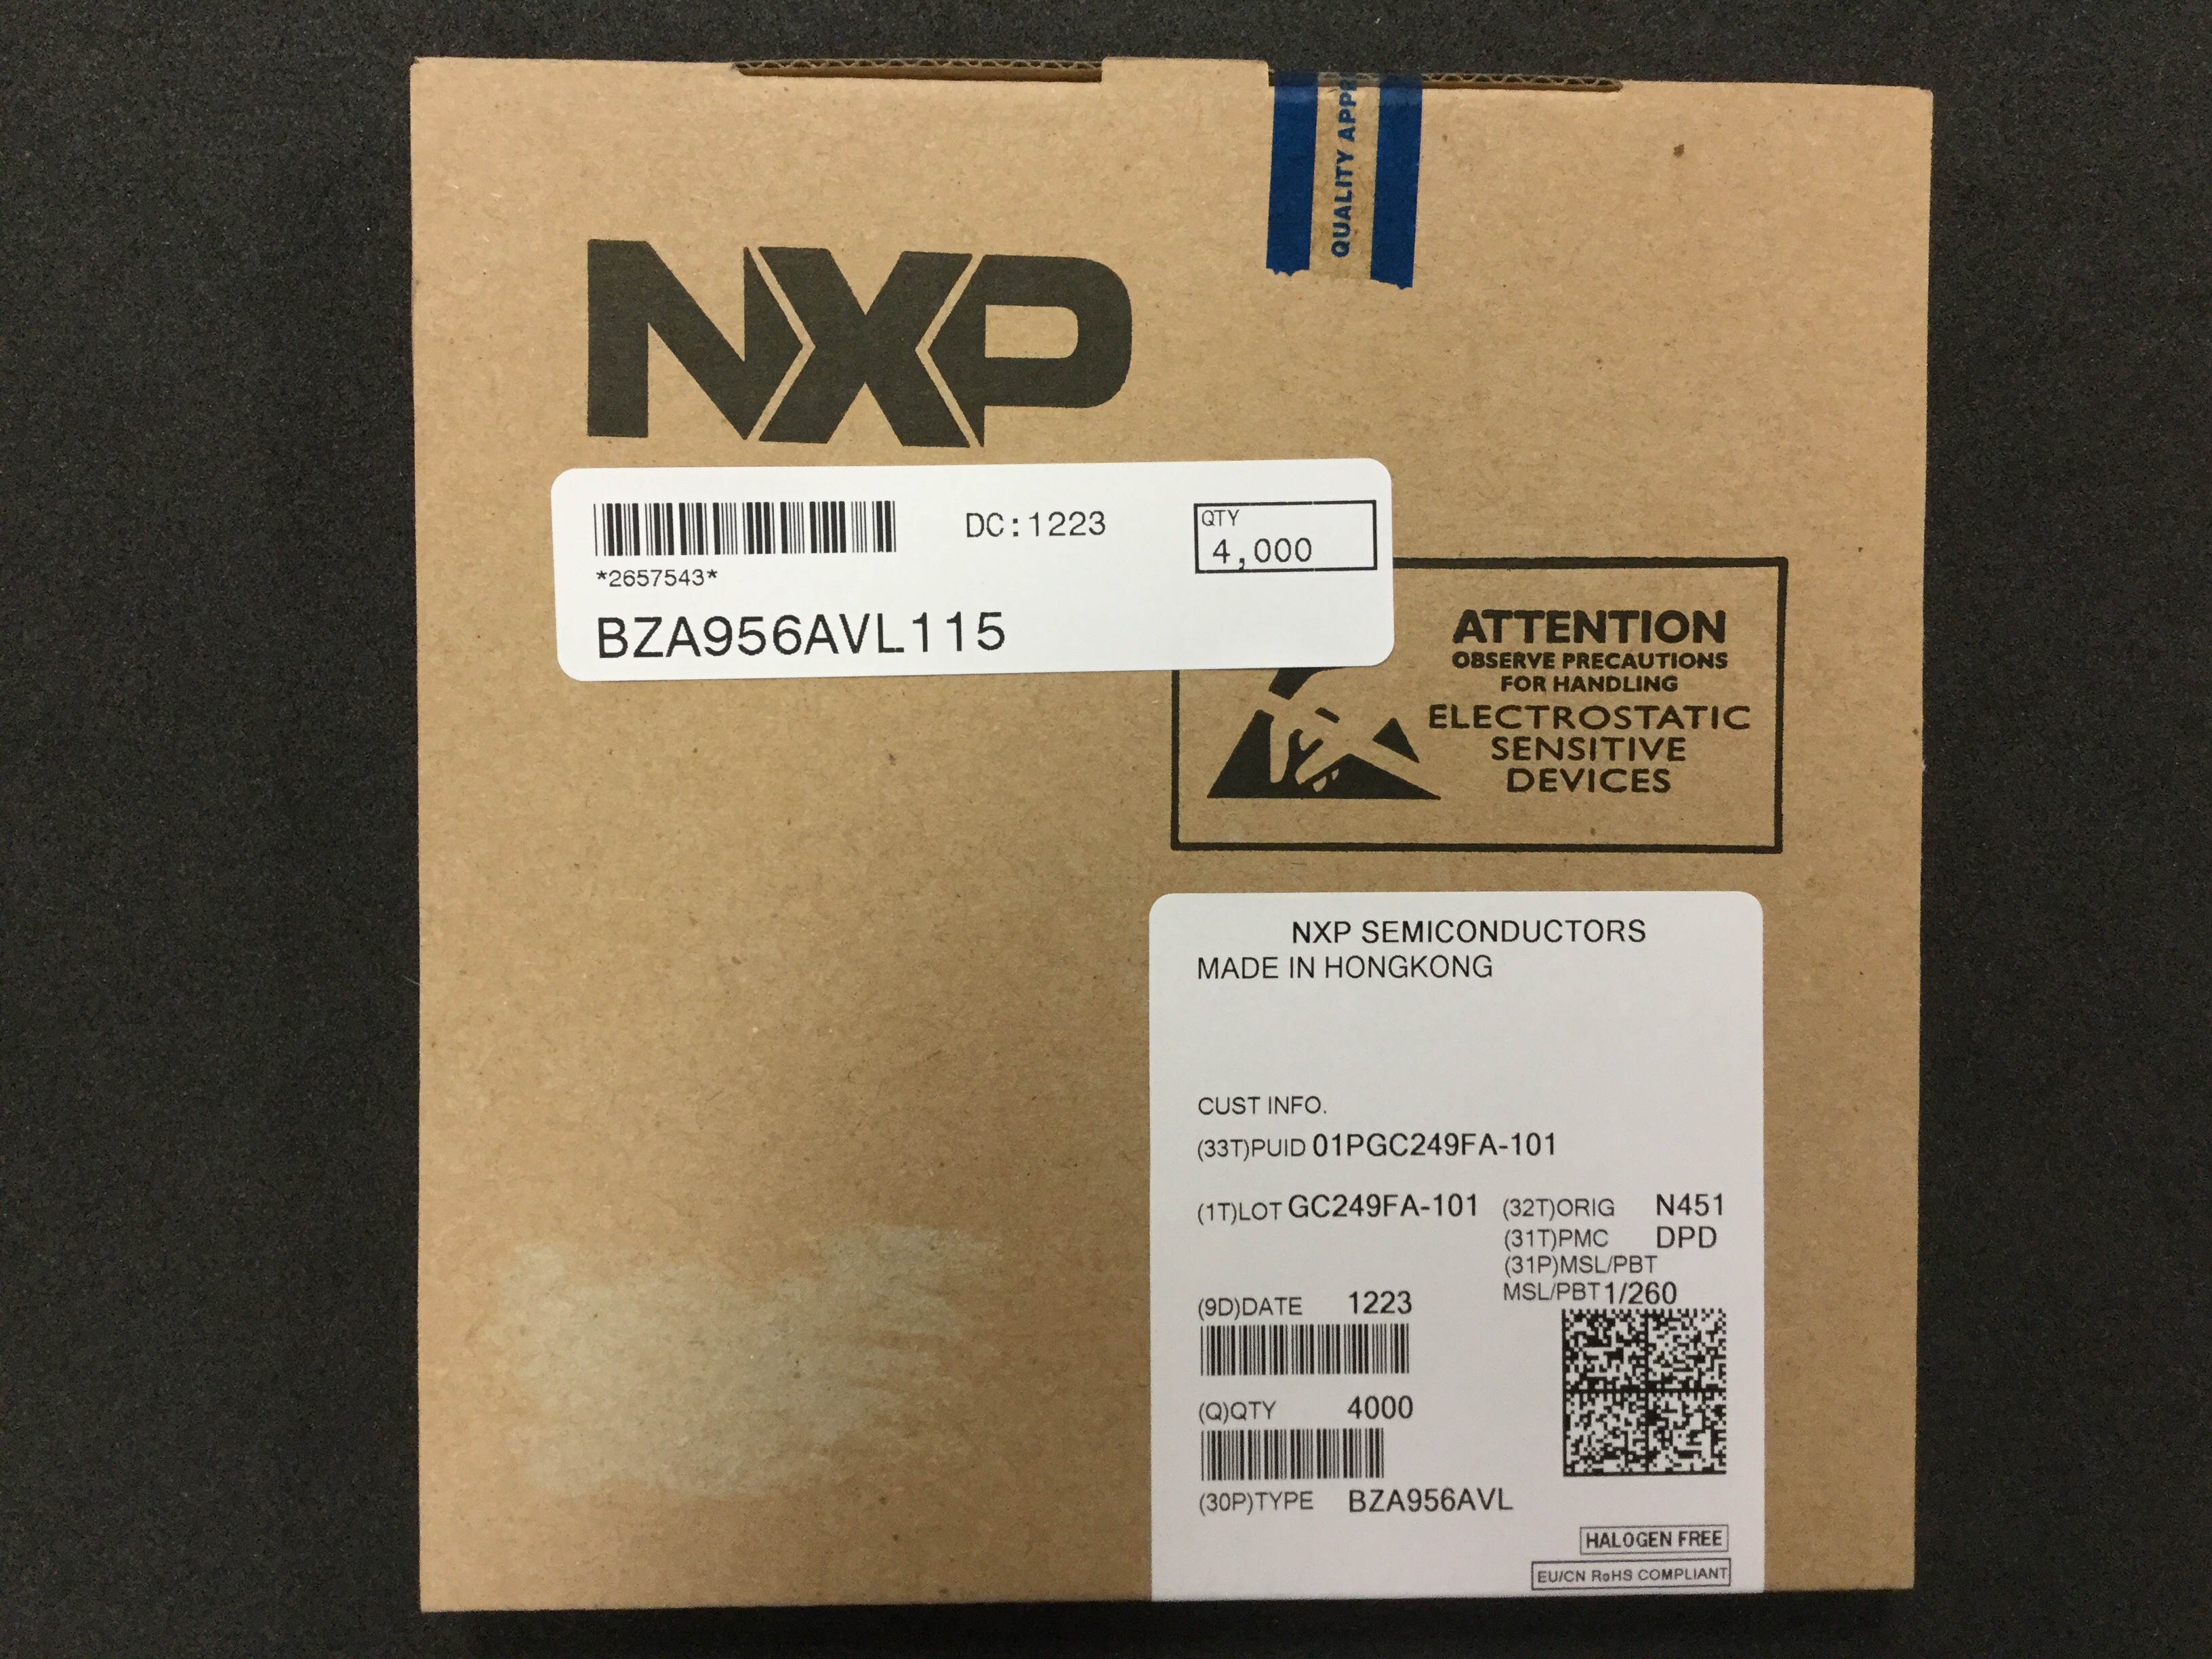 QUALITY APP
NXP
DC:1223
QTY
4,000
*2657543*
BZA956AVL115
ATTENTION
OBSERVE PRECAUTIONS
FOR HANDLING
ELECTROSTATIC
SENSITIVE
DEVICES
NXP SEMICONDUCTORS
MADE IN HONGKONG
CUST INFO.
(33T)PUID 01PGC249FA-101
(1T)LOT GC249FA-101
(32T)ORIG N451
(31T)PMC DPD
(31P)MSL/PBT
MSL/PBT 1/260
(9D)DATE 1223
(Q)QTY 4000
(30P)TYPE BZA956AVL
HALOGEN FREE
EU/CN RoHS COMPLIANT